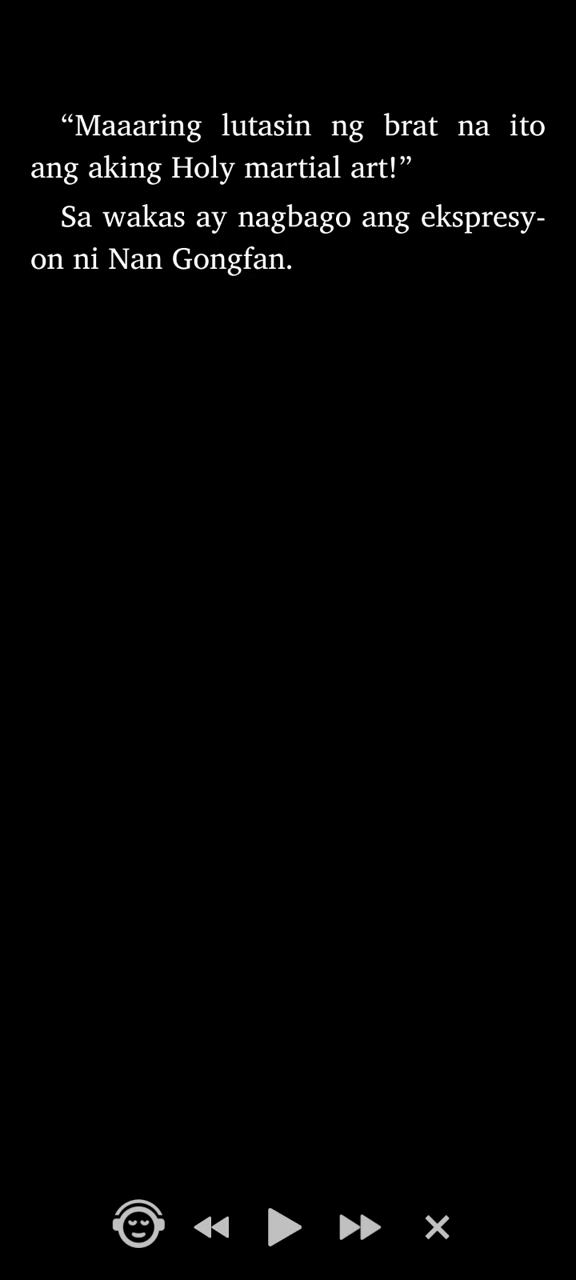 “Maaaring lutasin ng brat na ito
ang aking Holy martial art!”
Sa wakas ay nagbago ang ekspresy-
on ni Nan Gongfan.